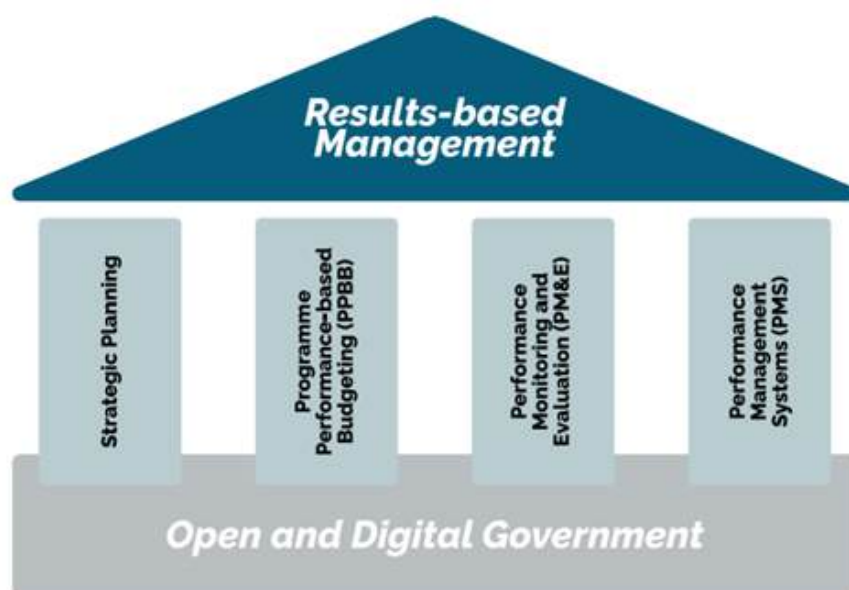 Results-based
Management
Strategic Planning
Programme
Performance-based
Budgeting (PPBB)
Performance
Monitoring and
Evaluation (PM&E)
Performance
Management
Systems (PMS)
Open and Digital Government